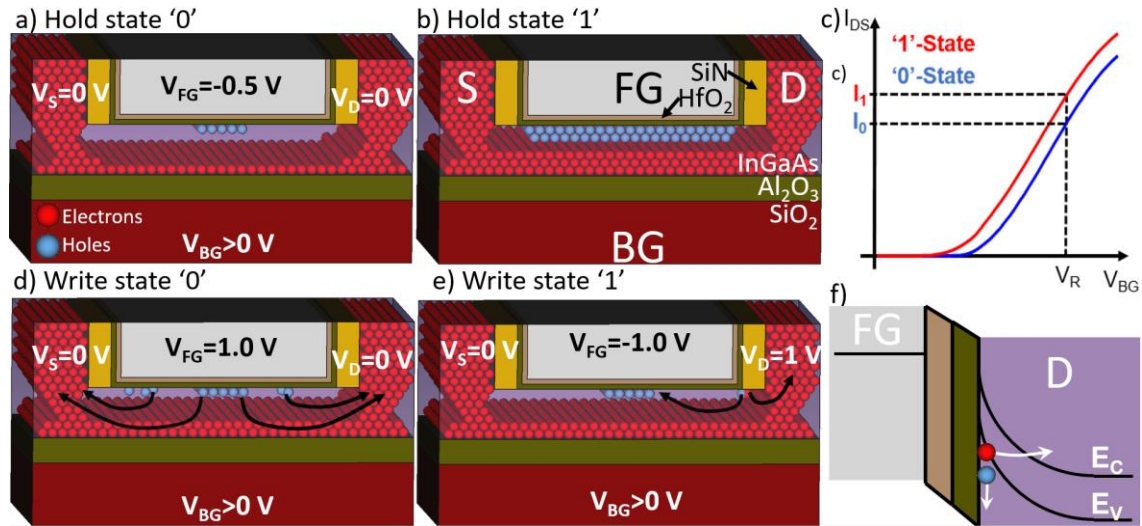 a) Hold state ‘0’
V_FG=-0.5 V
V_S=0 V
V_D=0 V
Electrons
Holes
V_BG>0 V
b) Hold state ‘1’
S
FG
SiN
HfO₂
D
InGaAs
Al₂O₃
SiO₂
BG
c) I_DS
‘1’-State
‘0’-State
c)
I₁
I₀
V_R
V_BG
d) Write state ‘0’
V_FG=1.0 V
V_S=0 V
V_D=0 V
V_BG>0 V
e) Write state ‘1’
V_FG=-1.0 V
V_S=0 V
V_D=1 V
V_BG>0 V
f)
FG
D
E_C
E_V